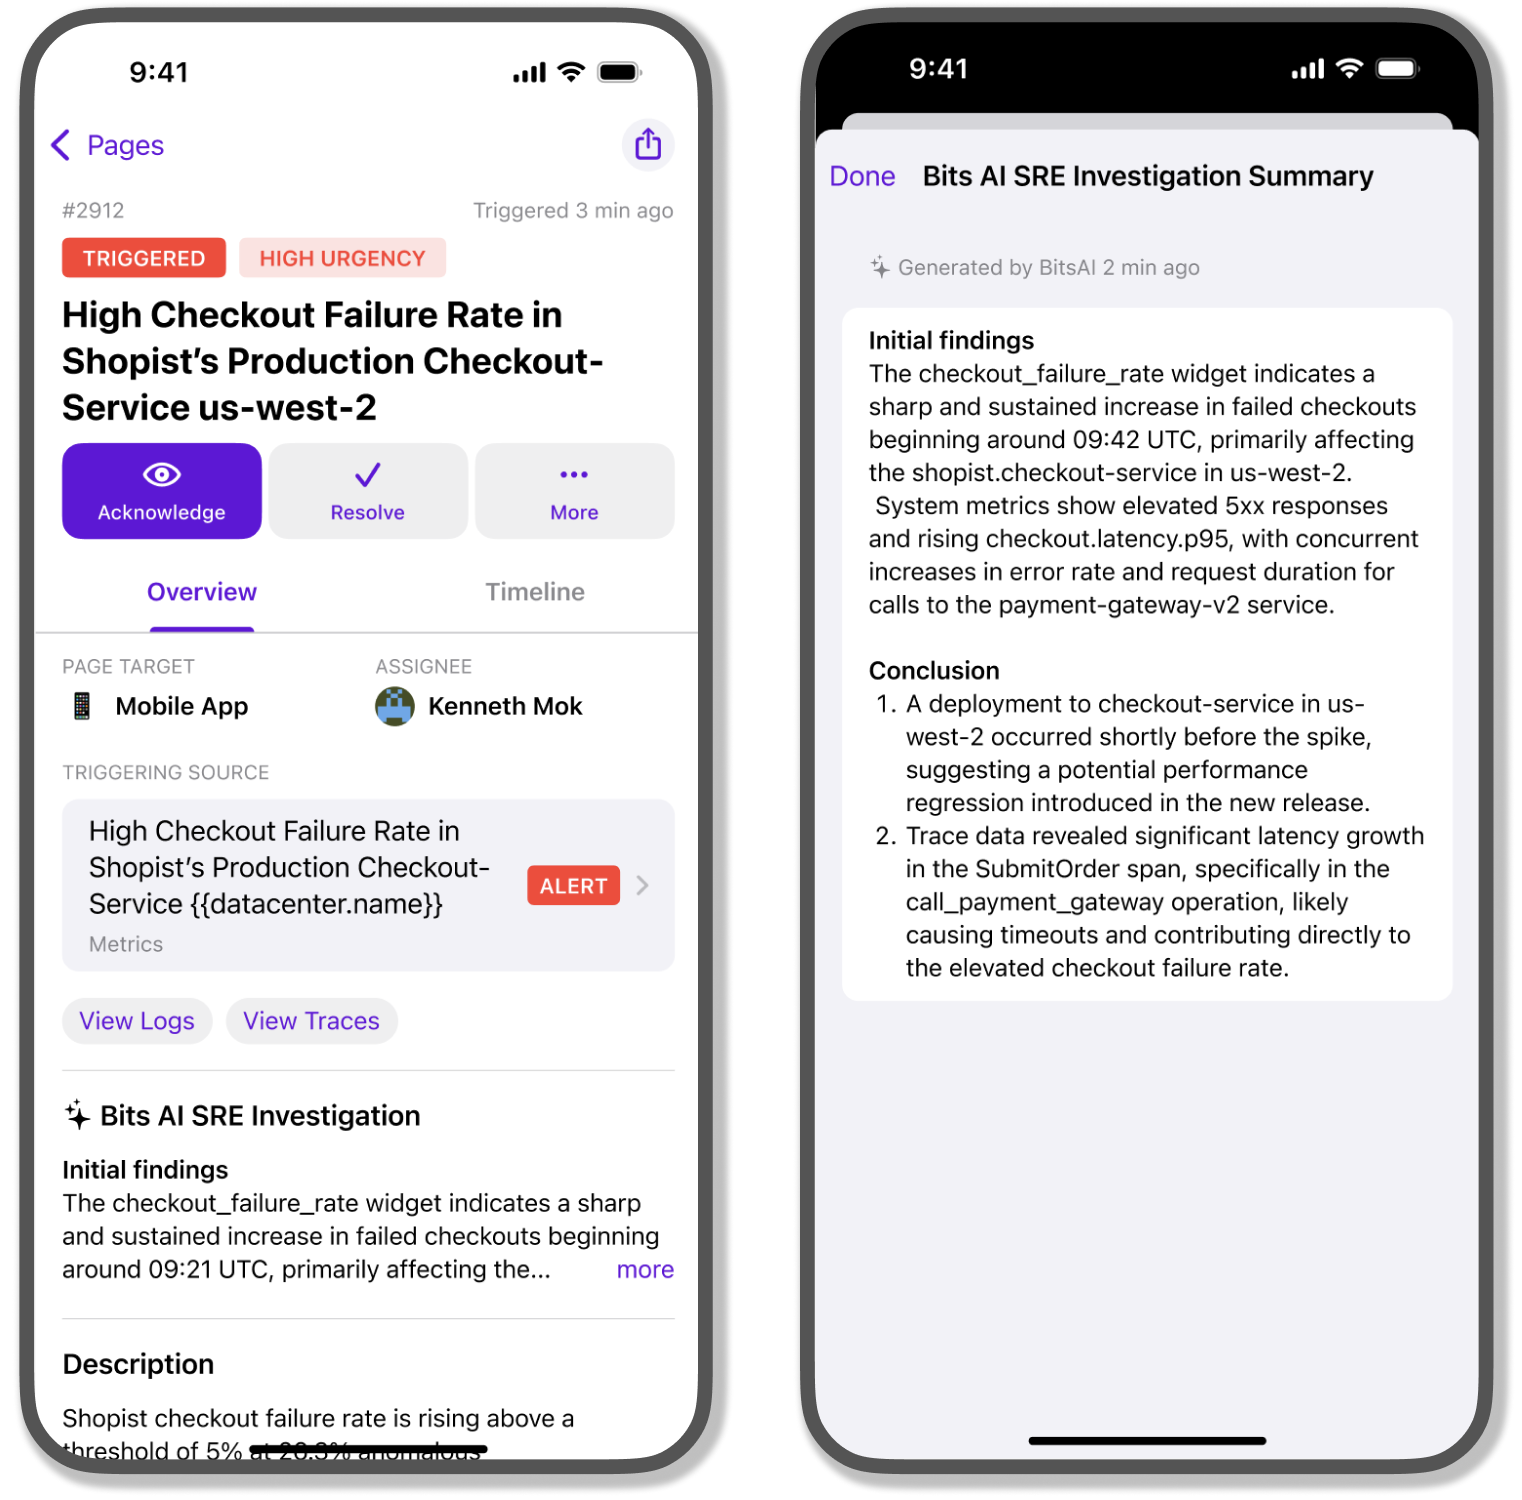 9:41
Pages
#2912
Triggered 3 min ago
TRIGGERED
HIGH URGENCY
High Checkout Failure Rate in
Shopist’s Production Checkout-
Service us-west-2
Acknowledge
Resolve
More
Overview
Timeline
PAGE TARGET
ASSIGNEE
Mobile App
Kenneth Mok
TRIGGERING SOURCE
High Checkout Failure Rate in
Shopist’s Production Checkout-
Service {{datacenter.name}}
ALERT
Metrics
View Logs
View Traces
Bits AI SRE Investigation
Initial findings
The checkout_failure_rate widget indicates a sharp
and sustained increase in failed checkouts beginning
around 09:21 UTC, primarily affecting the...
more
Description
Shopist checkout failure rate is rising above a
threshold of 5% at 26.3% anomalous
9:41
Done
Bits AI SRE Investigation Summary
Generated by BitsAI 2 min ago
Initial findings
The checkout_failure_rate widget indicates a
sharp and sustained increase in failed checkouts
beginning around 09:42 UTC, primarily affecting
the shopist.checkout-service in us-west-2.
System metrics show elevated 5xx responses
and rising checkout.latency.p95, with concurrent
increases in error rate and request duration for
calls to the payment-gateway-v2 service.
Conclusion
1. A deployment to checkout-service in us-
west-2 occurred shortly before the spike,
suggesting a potential performance
regression introduced in the new release.
2. Trace data revealed significant latency growth
in the SubmitOrder span, specifically in the
call_payment_gateway operation, likely
causing timeouts and contributing directly to
the elevated checkout failure rate.